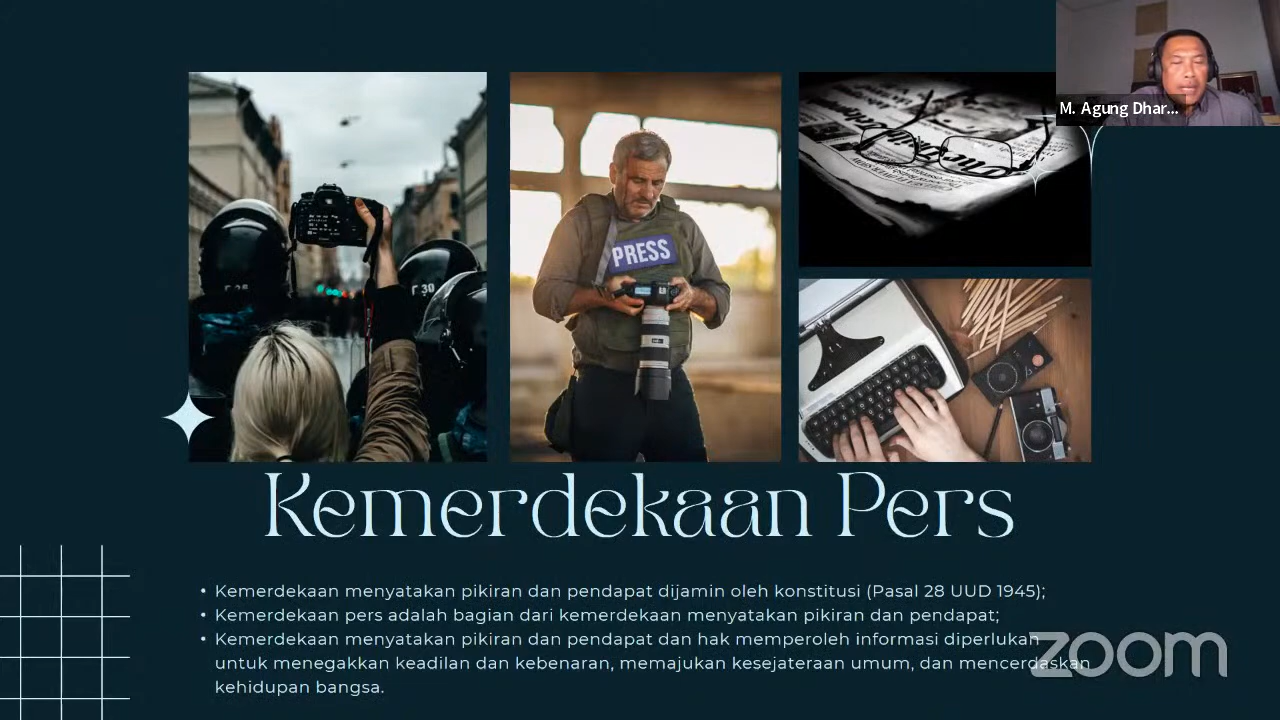 M. Agung Dhar...
PRESS
Kemerdekaan Pers
• Kemerdekaan menyatakan pikiran dan pendapat dijamin oleh konstitusi (Pasal 28 UUD 1945);
• Kemerdekaan pers adalah bagian dari kemerdekaan menyatakan pikiran dan pendapat;
• Kemerdekaan menyatakan pikiran dan pendapat dan hak memperoleh informasi diperlukan
untuk menegakkan keadilan dan kebenaran, memajukan kesejateraan umum, dan mencerdaskan
kehidupan bangsa.
zoom